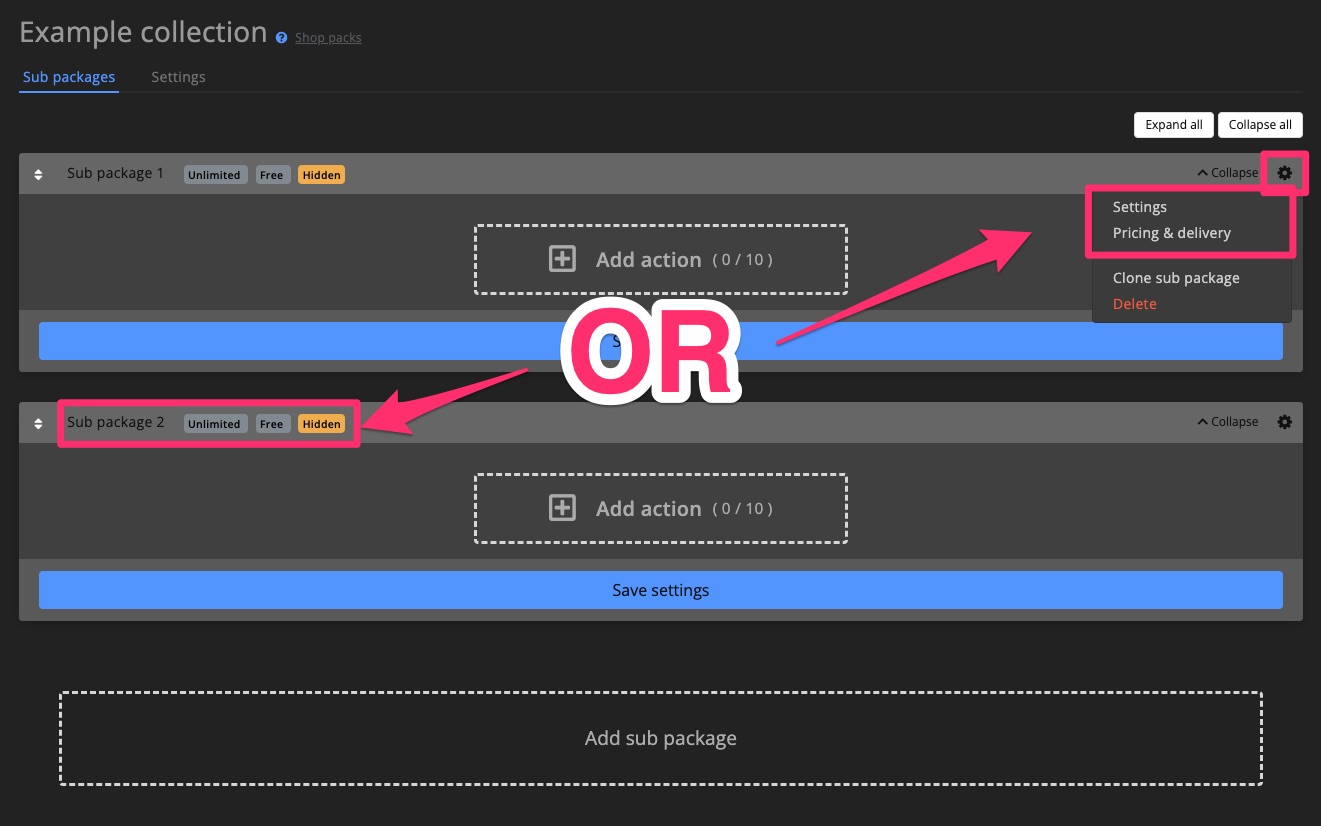 Example collection ? Shop packs
Sub packages Settings
Expand all Collapse all
Sub package 1 Unlimited Free Hidden Collapse
Settings
Pricing & delivery
Clone sub package
Delete
Add action ( 0 / 10 )
OR
Sub package 2 Unlimited Free Hidden Collapse
Add action ( 0 / 10 )
Save settings
Add sub package